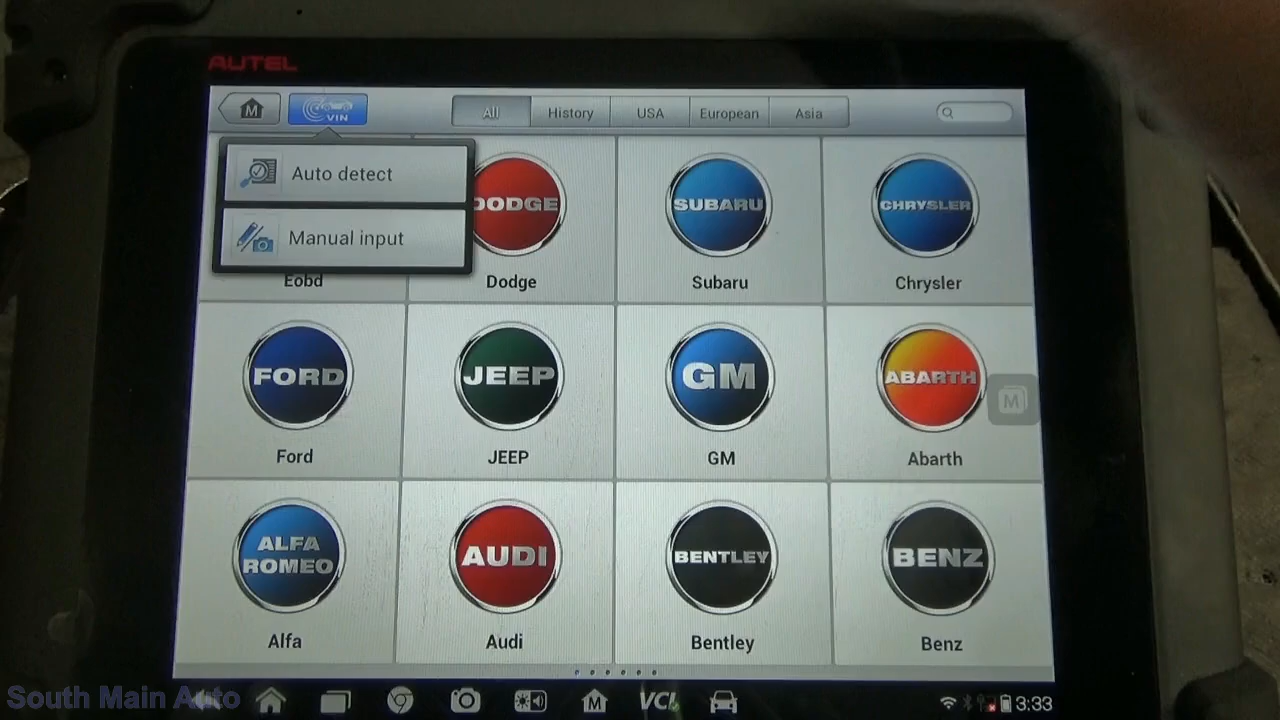 AUTEL
M
VIN
All
History
USA
European
Asia
Auto detect
Manual input
DODGE
SUBARU
CHRYSLER
Eobd
Dodge
Subaru
Chrysler
FORD
JEEP
GM
ABARTH
M
Ford
JEEP
GM
Abarth
ALFA
ROMEO
AUDI
BENTLEY
BENZ
Alfa
Audi
Bentley
Benz
South Main Auto
M
VCI
3:33